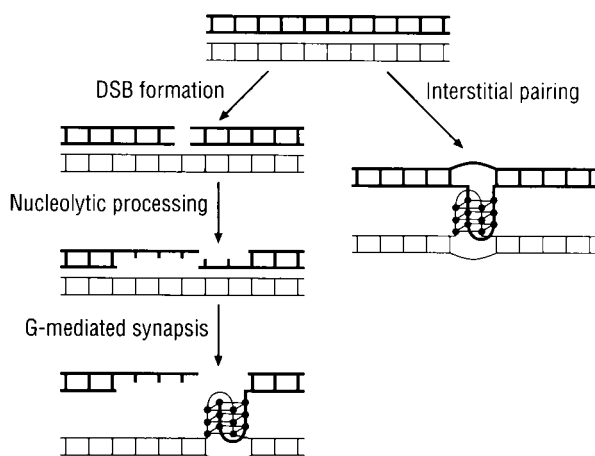 DSB formation
Interstitial pairing
Nucleolytic processing
G-mediated synapsis